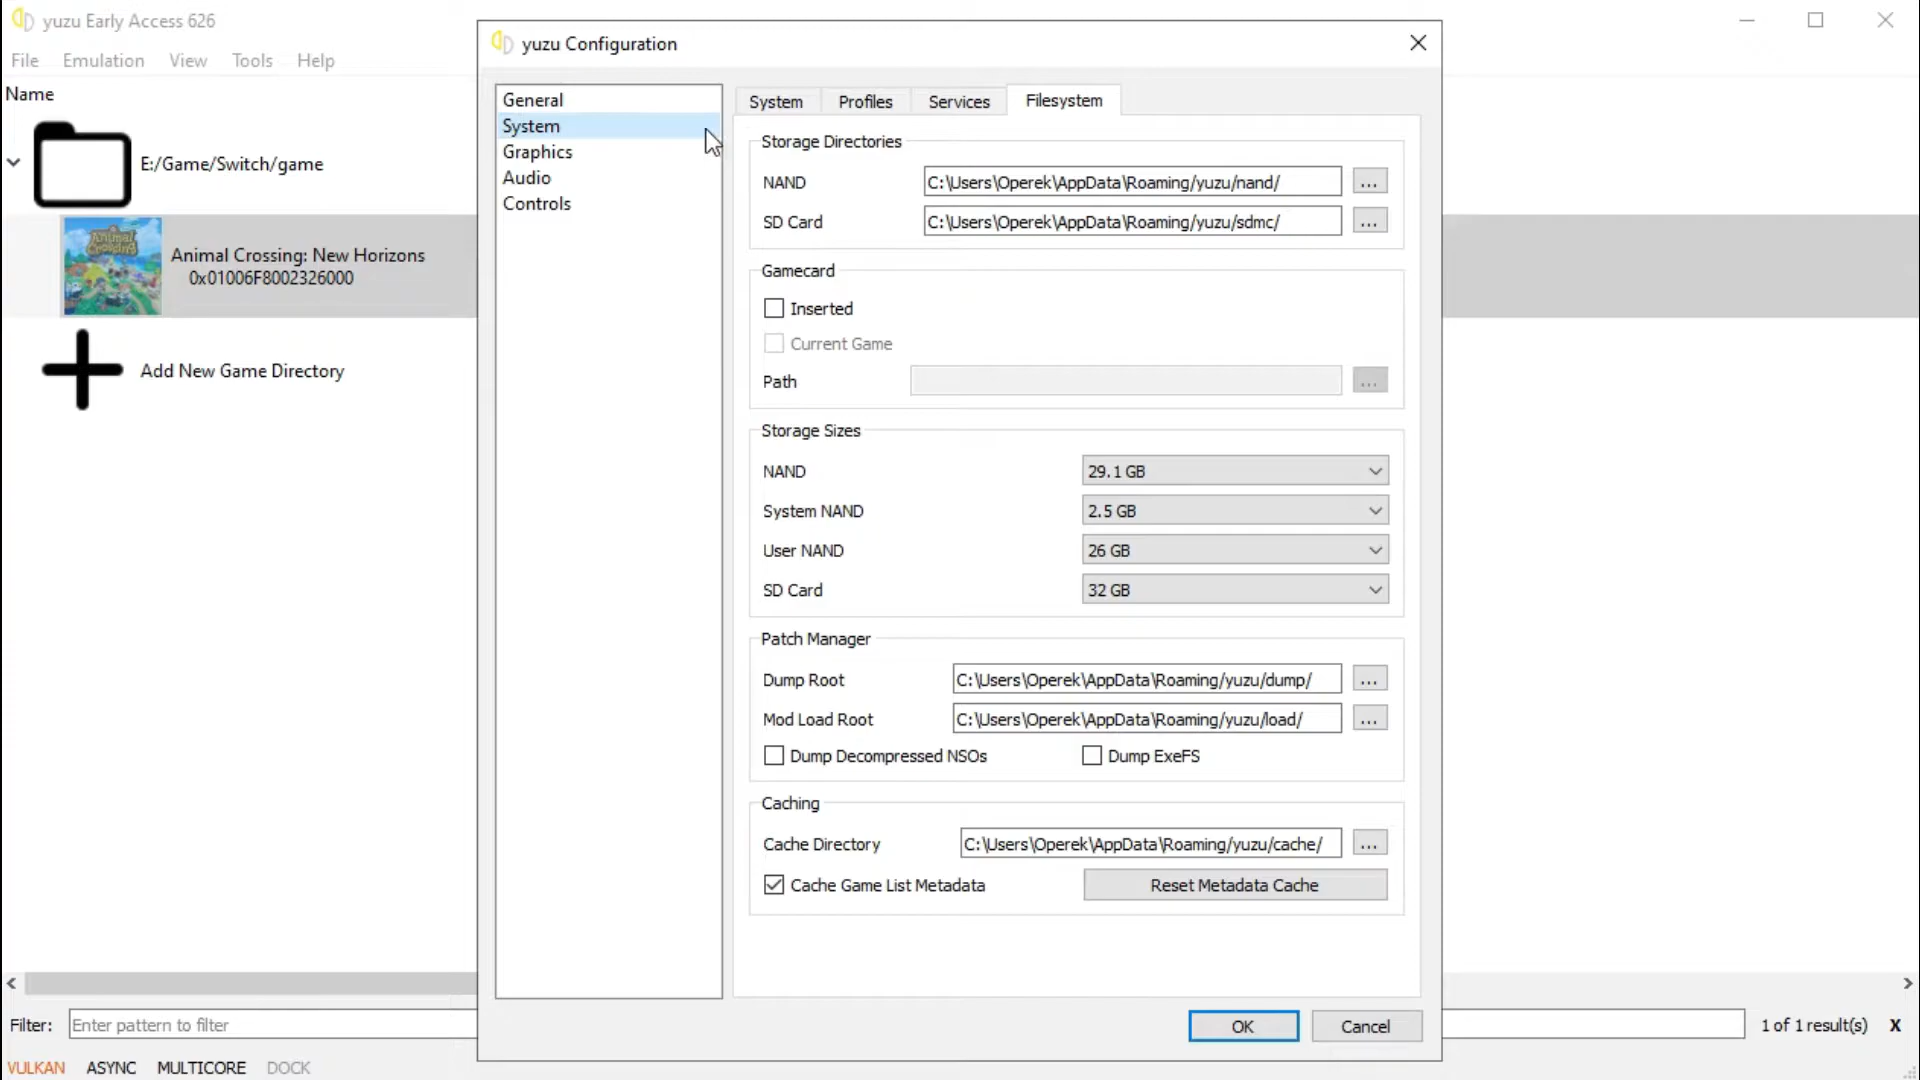 yuzu Early Access 626
File Edit Emulation View Tools Help
Name
E:/Game/Switch/game
Animal Crossing: New Horizons
0x01006F8002326000
Add New Game Directory
yuzu Configuration
General
System
Graphics
Audio
Controls
System Profiles Services Filesystem
Storage Directories
NAND C:\Users\Operek\AppData\Roaming/yuzu/nand/ ...
SD Card C:\Users\Operek\AppData\Roaming/yuzu/sdmc/ ...
Gamecard
Inserted
Current Game
Path ...
Storage Sizes
NAND 29.1 GB
System NAND 2.5 GB
User NAND 26 GB
SD Card 32 GB
Patch Manager
Dump Root C:\Users\Operek\AppData\Roaming/yuzu/dump/ ...
Mod Load Root C:\Users\Operek\AppData\Roaming/yuzu/load/ ...
Dump Decompressed NSOs Dump ExeFS
Caching
Cache Directory C:\Users\Operek\AppData\Roaming/yuzu/cache/ ...
Cache Game List Metadata Reset Metadata Cache
OK Cancel
Filter: Enter pattern to filter 1 of 1 result(s) X
VULKAN ASYNC MULTICORE DOCK